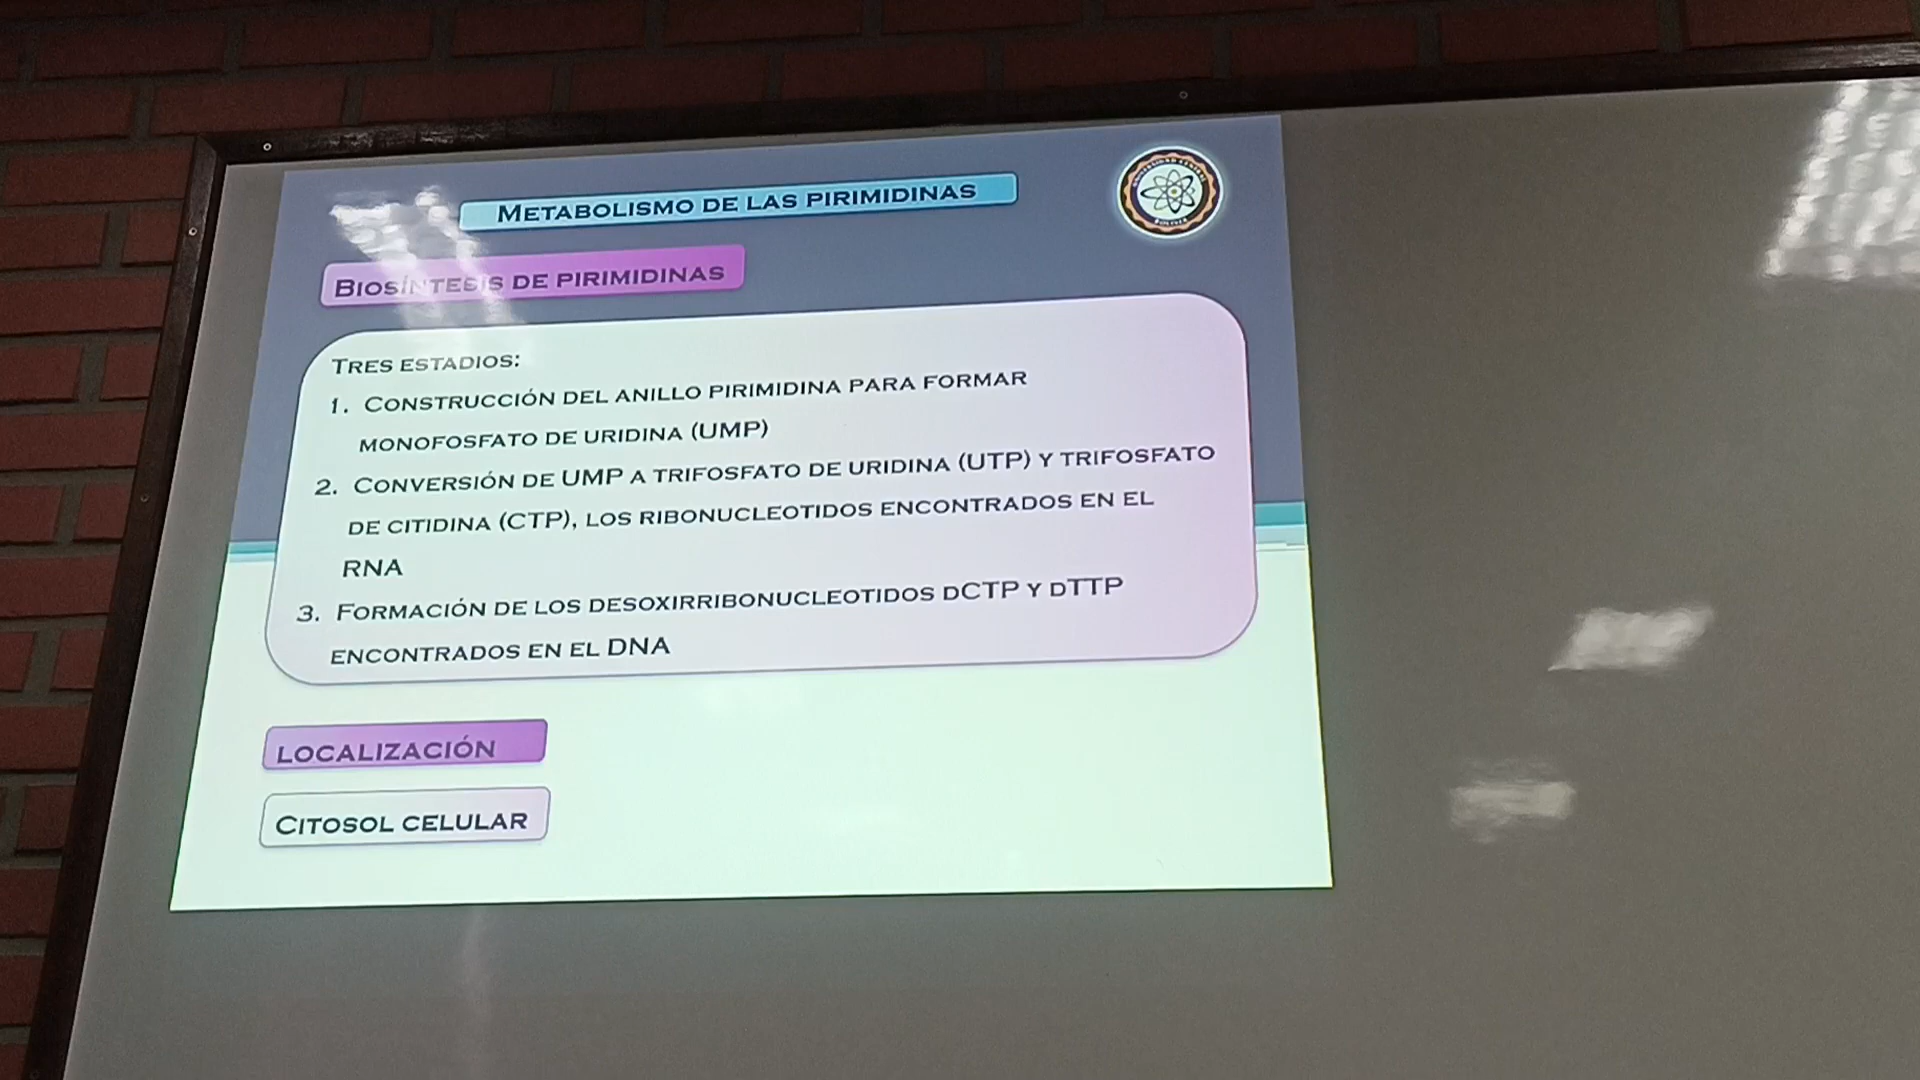 METABOLISMO DE LAS PIRIMIDINAS
BIOSÍNTESIS DE PIRIMIDINAS
TRES ESTADIOS:
1. CONSTRUCCIÓN DEL ANILLO PIRIMIDINA PARA FORMAR
MONOFOSFATO DE URIDINA (UMP)
2. CONVERSIÓN DE UMP A TRIFOSFATO DE URIDINA (UTP) Y TRIFOSFATO
DE CITIDINA (CTP), LOS RIBONUCLEOTIDOS ENCONTRADOS EN EL
RNA
3. FORMACIÓN DE LOS DESOXIRRIBONUCLEOTIDOS DCTP Y DTTP
ENCONTRADOS EN EL DNA
LOCALIZACIÓN
CITOSOL CELULAR